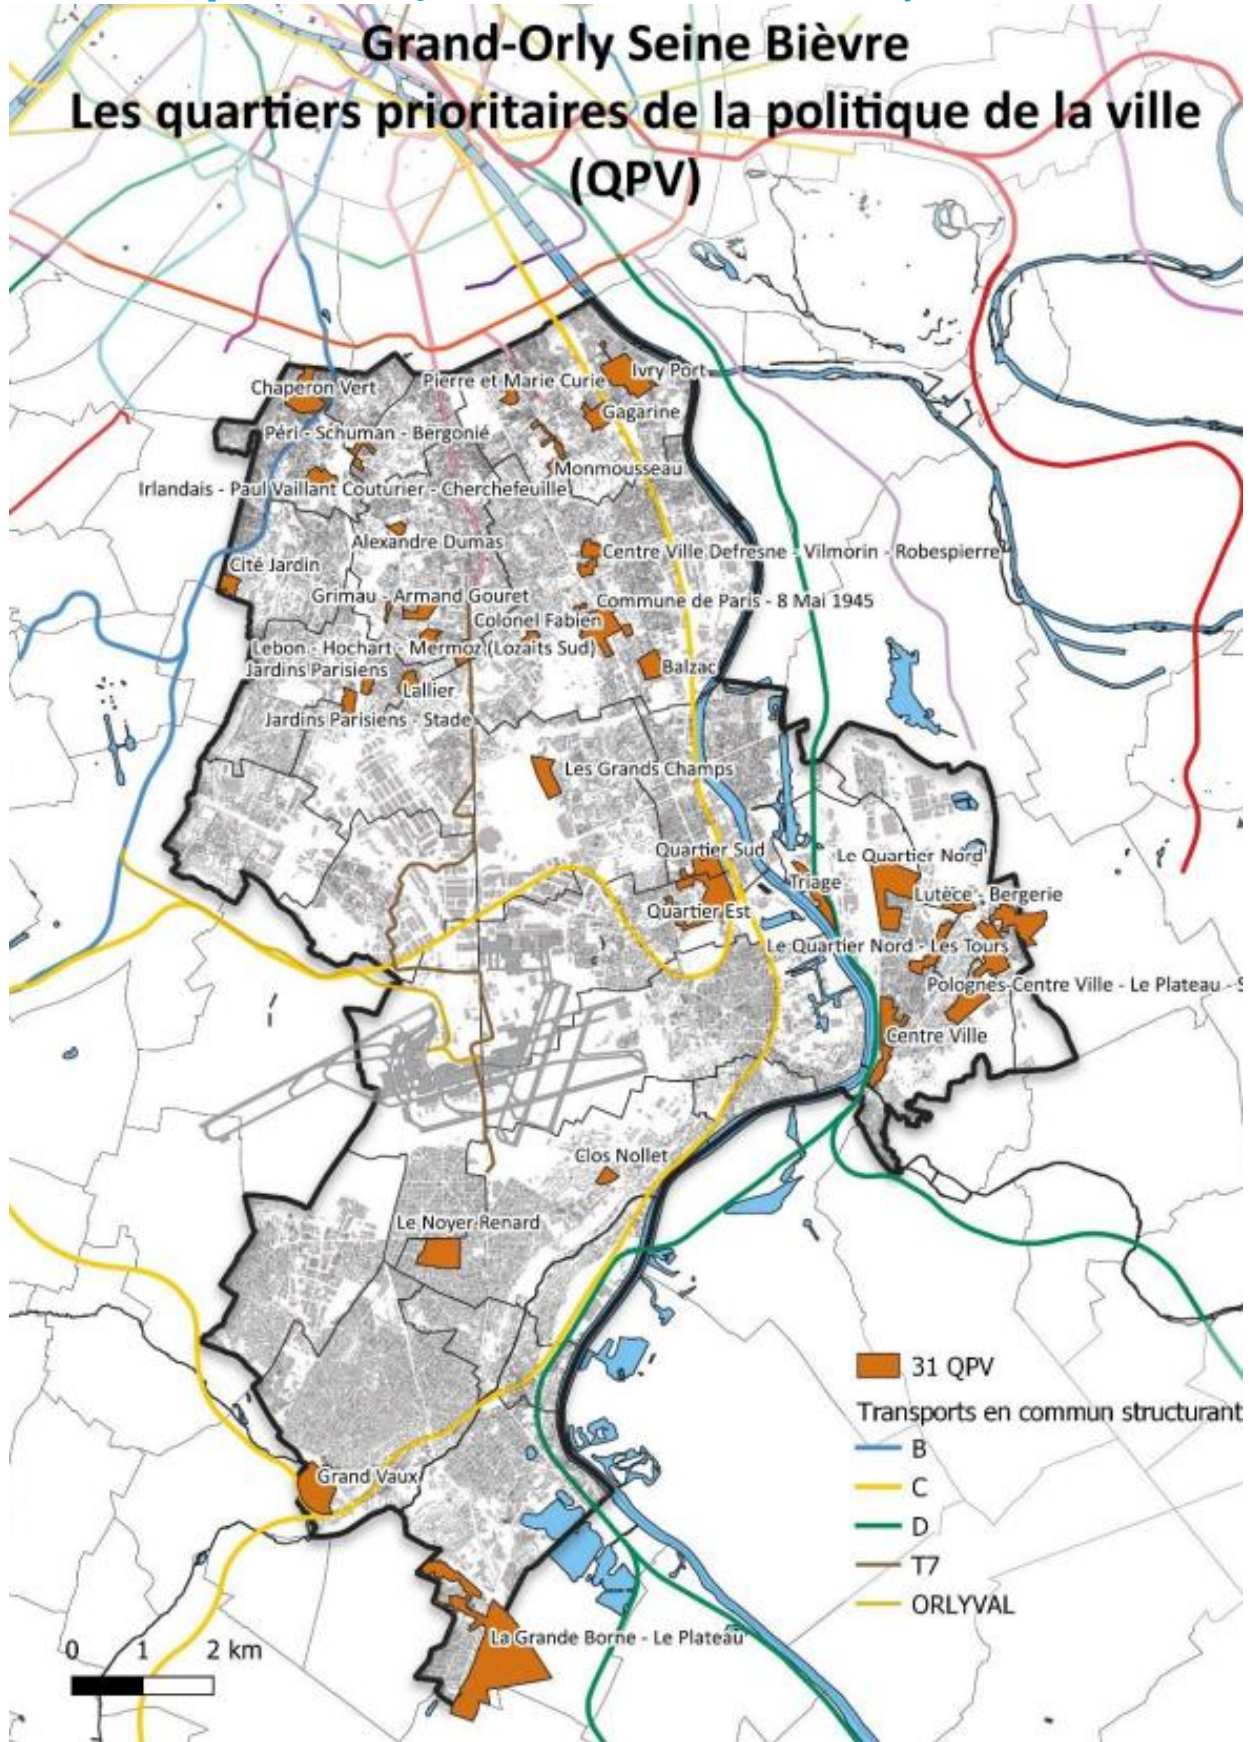 Grand-Orly Seine Bièvre
Les quartiers prioritaires de la politique de la ville
(QPV)
Chaperon Vert
Pierre et Marie Curie
Ivry Port
Gagarine
Péri - Schuman - Bergonié
Monmousseau
Irlandais - Paul Vaillant Couturier - Cherchefeuille
Alexandre Dumas
Centre Ville Defresne - Vilmorin - Robespierre
Cité Jardin
Grimau - Armand Gouret
Commune de Paris - 8 Mai 1945
Colonel Fabien
Lebon - Hochart - Mermoz (Lozaits Sud)
Jardins Parisiens
Balzac
Lallier
Jardins Parisiens - Stade
Les Grands Champs
Quartier Sud
Le Quartier Nord
Triage
Lutèce - Bergerie
Quartier Est
Le Quartier Nord - Les Tours
Polognes-Centre Ville - Le Plateau - S
Centre Ville
Clos Nollet
Le Noyer-Renard
31 QPV
Transports en commun structurant
B
Grand Vaux
C
D
T7
ORLYVAL
La Grande Borne - Le Plateau
0 1 2 km